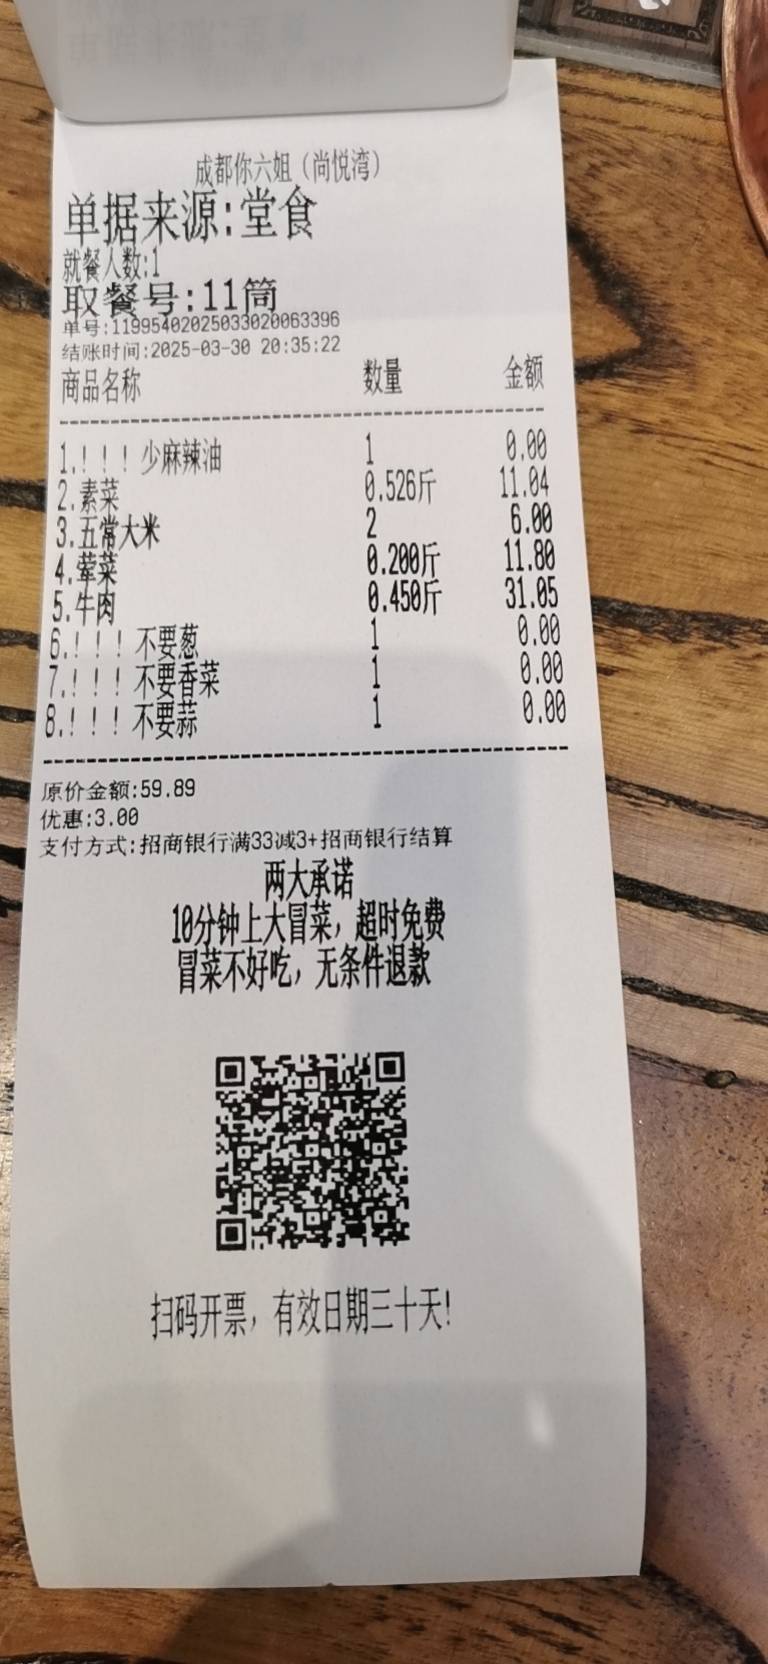 成都你六姐（尚悦湾）
单据来源:堂食
就餐人数:1
取餐号:11筒
单号:11995402025033020063396
结账时间:2025-03-30 20:35:22
商品名称 数量 金额
1.！！！少麻辣油 1 0.00
2.素菜 0.526斤 11.04
3.五常大米 2 6.00
4.荤菜 0.200斤 11.80
5.牛肉 0.450斤 31.05
6.！！！不要葱 1 0.00
7.！！！不要香菜 1 0.00
8.！！！不要蒜 1 0.00
原价金额:59.89
优惠:3.00
支付方式:招商银行满33减3+招商银行结算
两大承诺
10分钟上大冒菜，超时免费
冒菜不好吃，无条件退款
扫码开票，有效日期三十天!